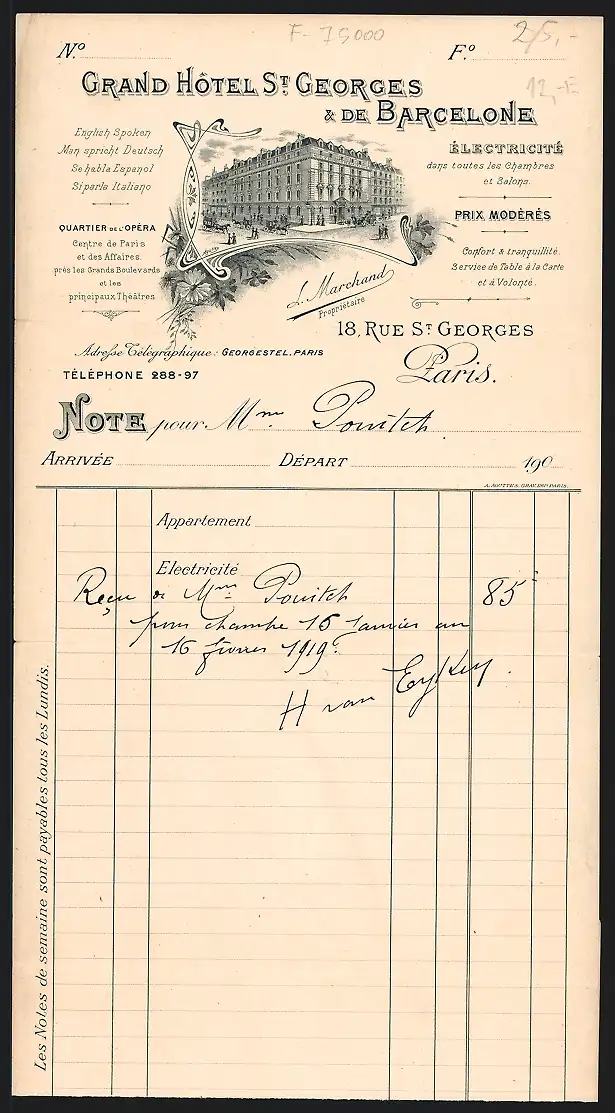 F-75000
2/5,-
12,-E
N.º
F.º
GRAND HÔTEL ST. GEORGES
& DE BARCELONE
English Spoken
Man spricht Deutsch
Se habla Espanol
Si parla Italiano
QUARTIER DE L'OPÉRA
Centre de Paris
et des Affaires.
près les Grands Boulevards
et les
principaux Théâtres
ÉLECTRICITÉ
dans toutes les Chambres
et Salons.
PRIX MODÉRÉS
Confort & tranquillité.
Service de Table à la Carte
et à Volonté.
L. Marchand
Propriétaire
18, RUE ST. GEORGES
Paris.
Adresse Télégraphique: GEORGESTEL. PARIS
TÉLÉPHONE 288-97
NOTE pour Mme Pouitch
ARRIVÉE DÉPART 190
Appartement
Electricité
Reçu de Mme Pouitch 85
pour chambre 16 janvier au
16 février 1919.
H van
Les Notes de semaine sont payables tous les Lundis.